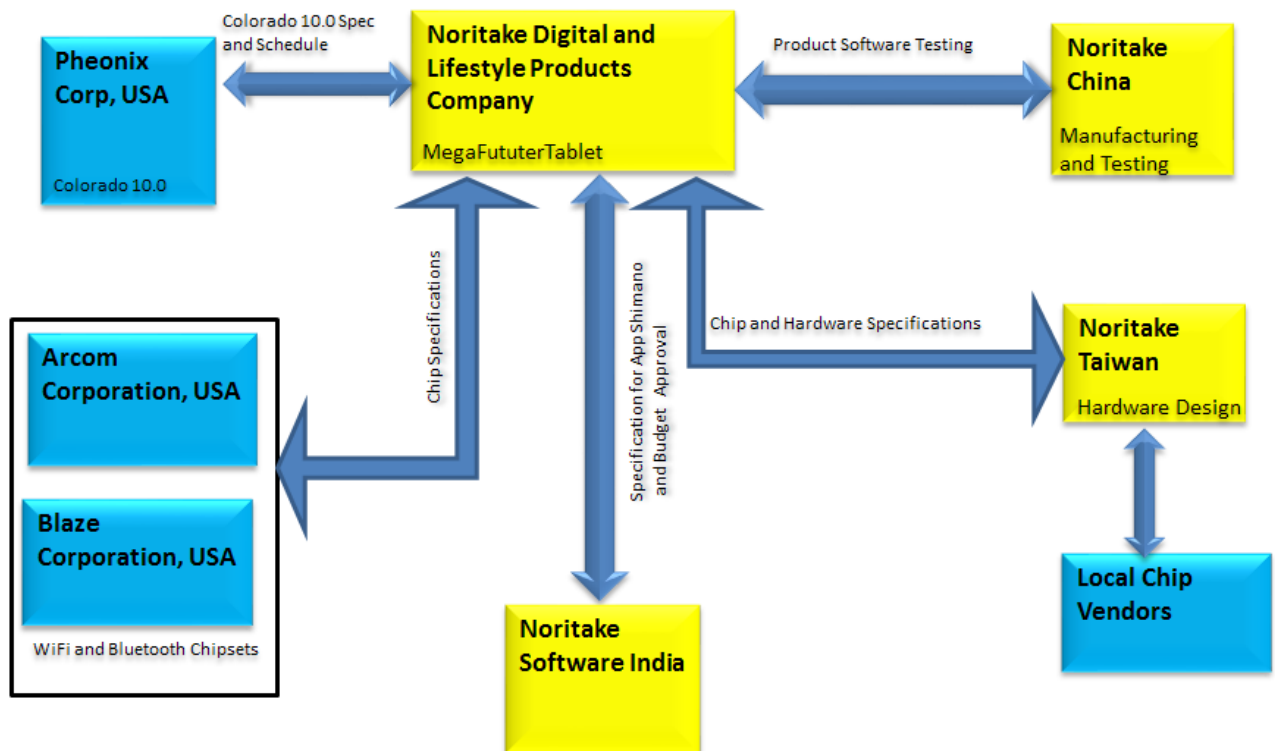 Colorado 10.0 Spec
and Schedule
Pheonix
Corp, USA
Colorado 10.0
Noritake Digital and
Lifestyle Products
Company
MegaFututerTablet
Product Software Testing
Noritake
China
Manufacturing
and Testing
Chip Specifications
Specification for App Shimano
and Budget Approval
Chip and Hardware Specifications
Noritake
Taiwan
Hardware Design
Arcom
Corporation, USA
Blaze
Corporation, USA
WiFi and Bluetooth Chipsets
Noritake
Software India
Local Chip
Vendors